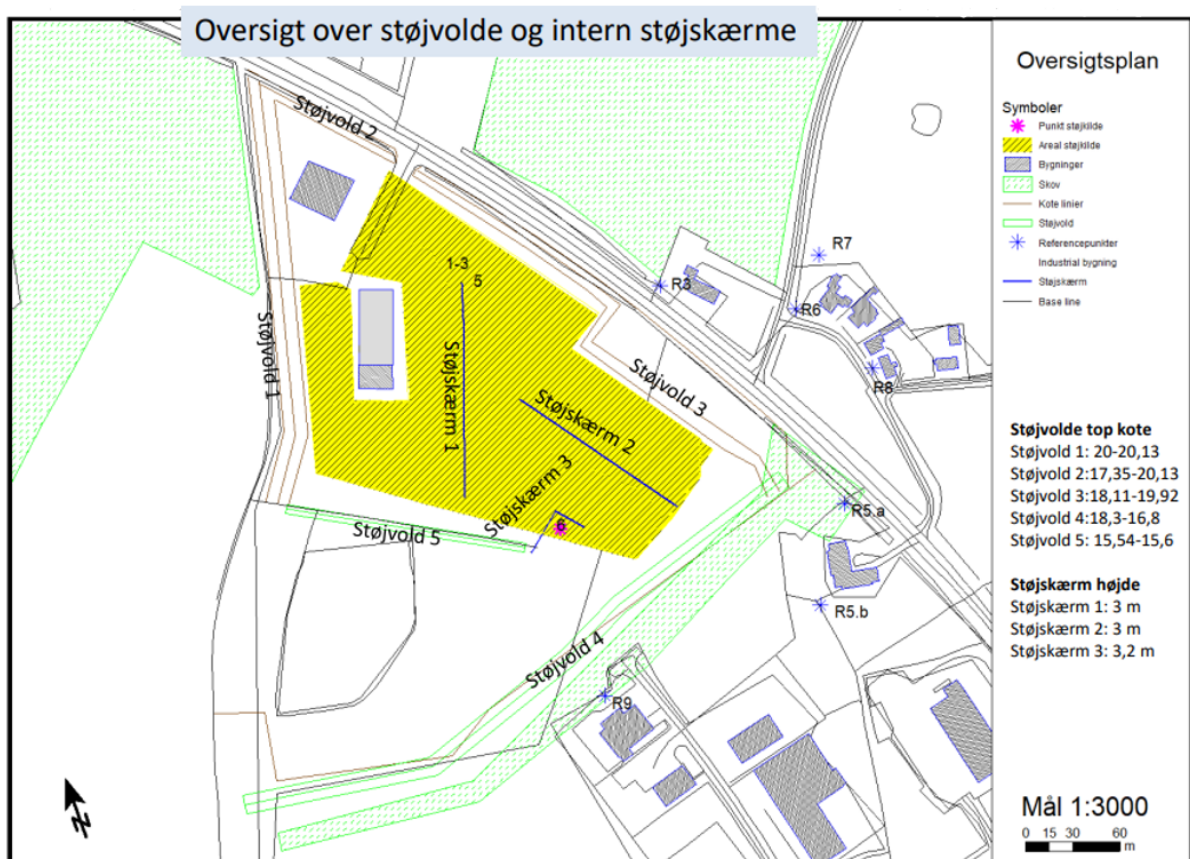 Oversigt over støjvolde og intern støjskærme
Støjvold 2
1-3
5
R3
R7
R6
R8
Støjvold 1
Støjskærm 1
Støjvold 3
Støjskærm 2
Støjskærm 3
6
Støjvold 5
R5.a
R5.b
Støjvold 4
R9
N
Oversigtsplan
Symboler
Punkt støjkilde
Areal støjkilde
Bygninger
Skov
Kote linier
Støjvold
Referencepunkter
Industrial bygning
Støjskærm
Base line
Støjvolde top kote
Støjvold 1: 20-20,13
Støjvold 2:17,35-20,13
Støjvold 3:18,11-19,92
Støjvold 4:18,3-16,8
Støjvold 5: 15,54-15,6
Støjskærm højde
Støjskærm 1: 3 m
Støjskærm 2: 3 m
Støjskærm 3: 3,2 m
Mål 1:3000
0 15 30 60
m